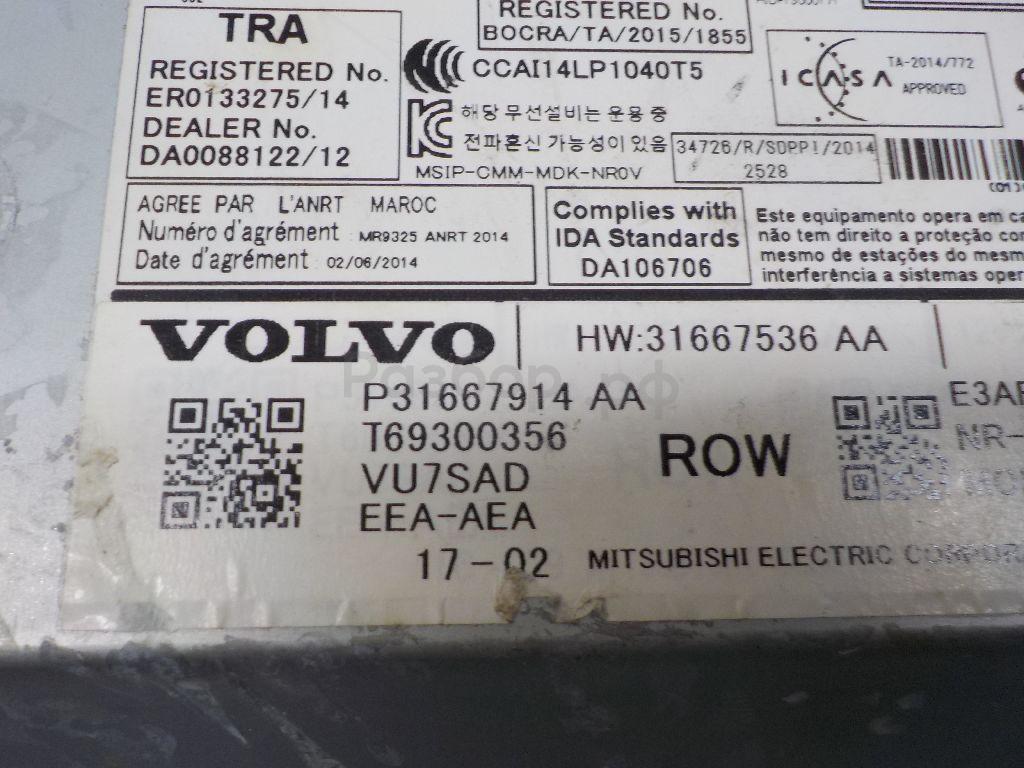 TRA
REGISTERED No.
ER0133275/14
DEALER No.
DA0088122/12
REGISTERED No.
BOCRA/TA/2015/1855
CCAI14LP1040T5
해당 무선설비는 운용 중
전파혼신 가능성이 있음
MSIP-CMM-MDK-NR0V
ICASA
TA-2014/772
APPROVED
34726/R/SDPPI/2014
2528
AGREE PAR L'ANRT MAROC
Numéro d'agrément MR9325 ANRT 2014
Date d'agrément 02/06/2014
Complies with
IDA Standards
DA106706
Este equipamento opera em
não tem direito a proteção
mesmo de estações do
interferência a sistemas
VOLVO
HW:31667536 AA
P31667914 AA
T69300356
VU7SAD
EEA-AEA
17-02
ROW
MITSUBISHI ELECTRIC
NR-
Разбор.рф